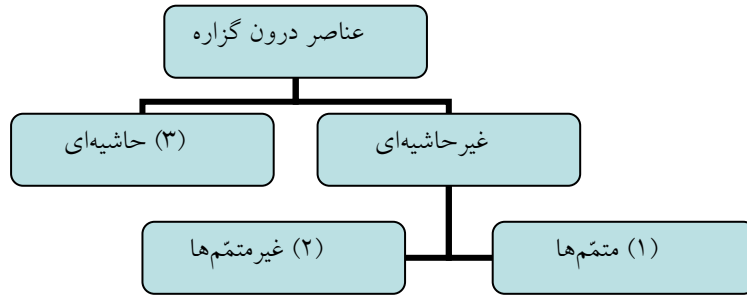 عناصر درون گزاره
غیرحاشیه‌ای
(۳) حاشیه‌ای
(۱) متمّم‌ها
(۲) غیرمتمّم‌ها